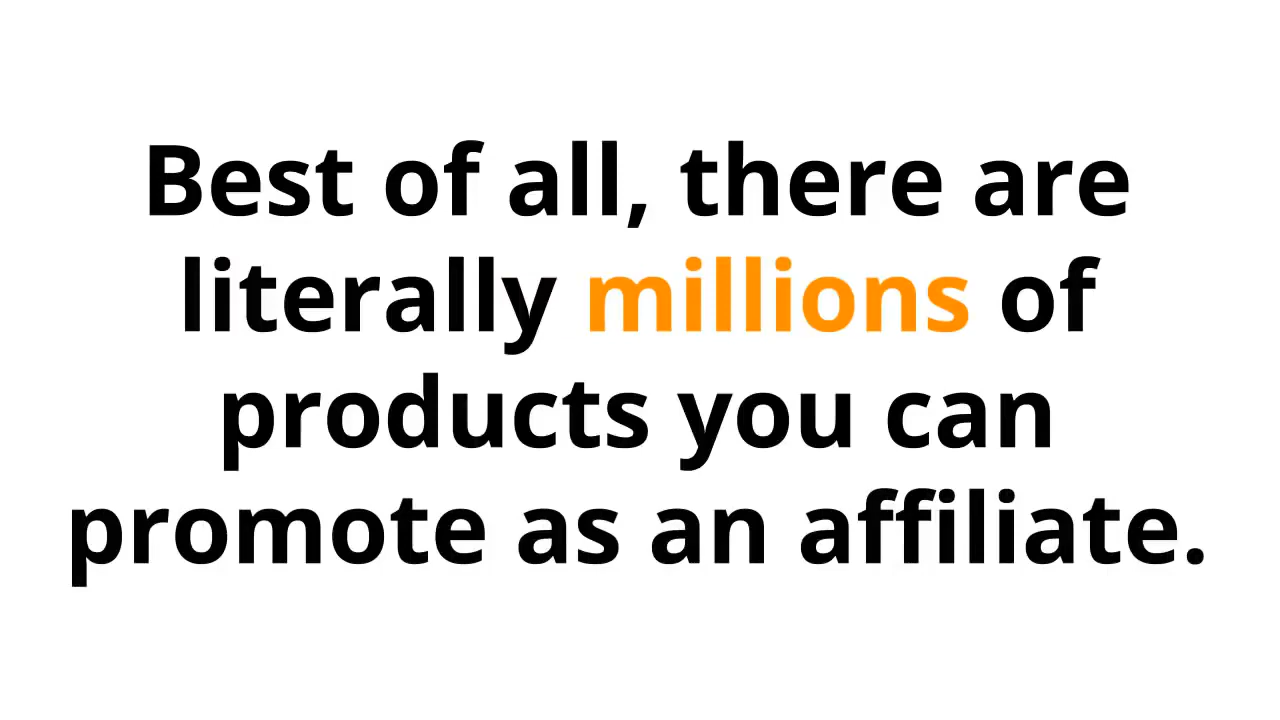 Best of all, there are
literally millions of
products you can
promote as an affiliate.